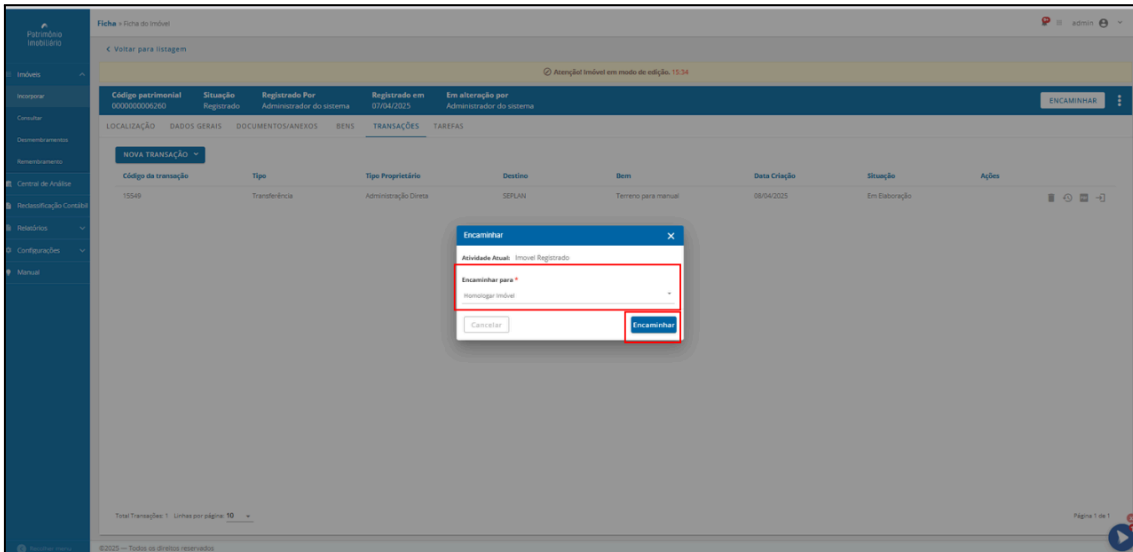 Patrimônio
Imobiliário
Ficha » Ficha do Imóvel
admin
Voltar para listagem
Atenção! Imóvel em modo de edição. 15:54
Imóveis
Incorporar
Consultar
Desmembramentos
Remembramento
Central de Análise
Reclassificação Contábil
Relatórios
Configurações
Manual
Código patrimonial Situação Registrado Por Registrado em Em alteração por
0000000006260 Registrado Administrador do sistema 07/04/2025 Administrador do sistema
ENCAMINHAR
LOCALIZAÇÃO DADOS GERAIS DOCUMENTOS/ANEXOS BENS TRANSAÇÕES TAREFAS
NOVA TRANSAÇÃO
Código da transação Tipo Tipo Proprietário Destino Bem Data Criação Situação Ações
15549 Transferência Administração Direta SEPLAN Terreno para manual 08/04/2025 Em Elaboração
Encaminhar
Atividade Atual: Imovel Registrado
Encaminhar para *
Homologar imóvel
Cancelar Encaminhar
Total Transações: 1 Linhas por página: 10
Página 1 de 1
©2025 — Todos os direitos reservados